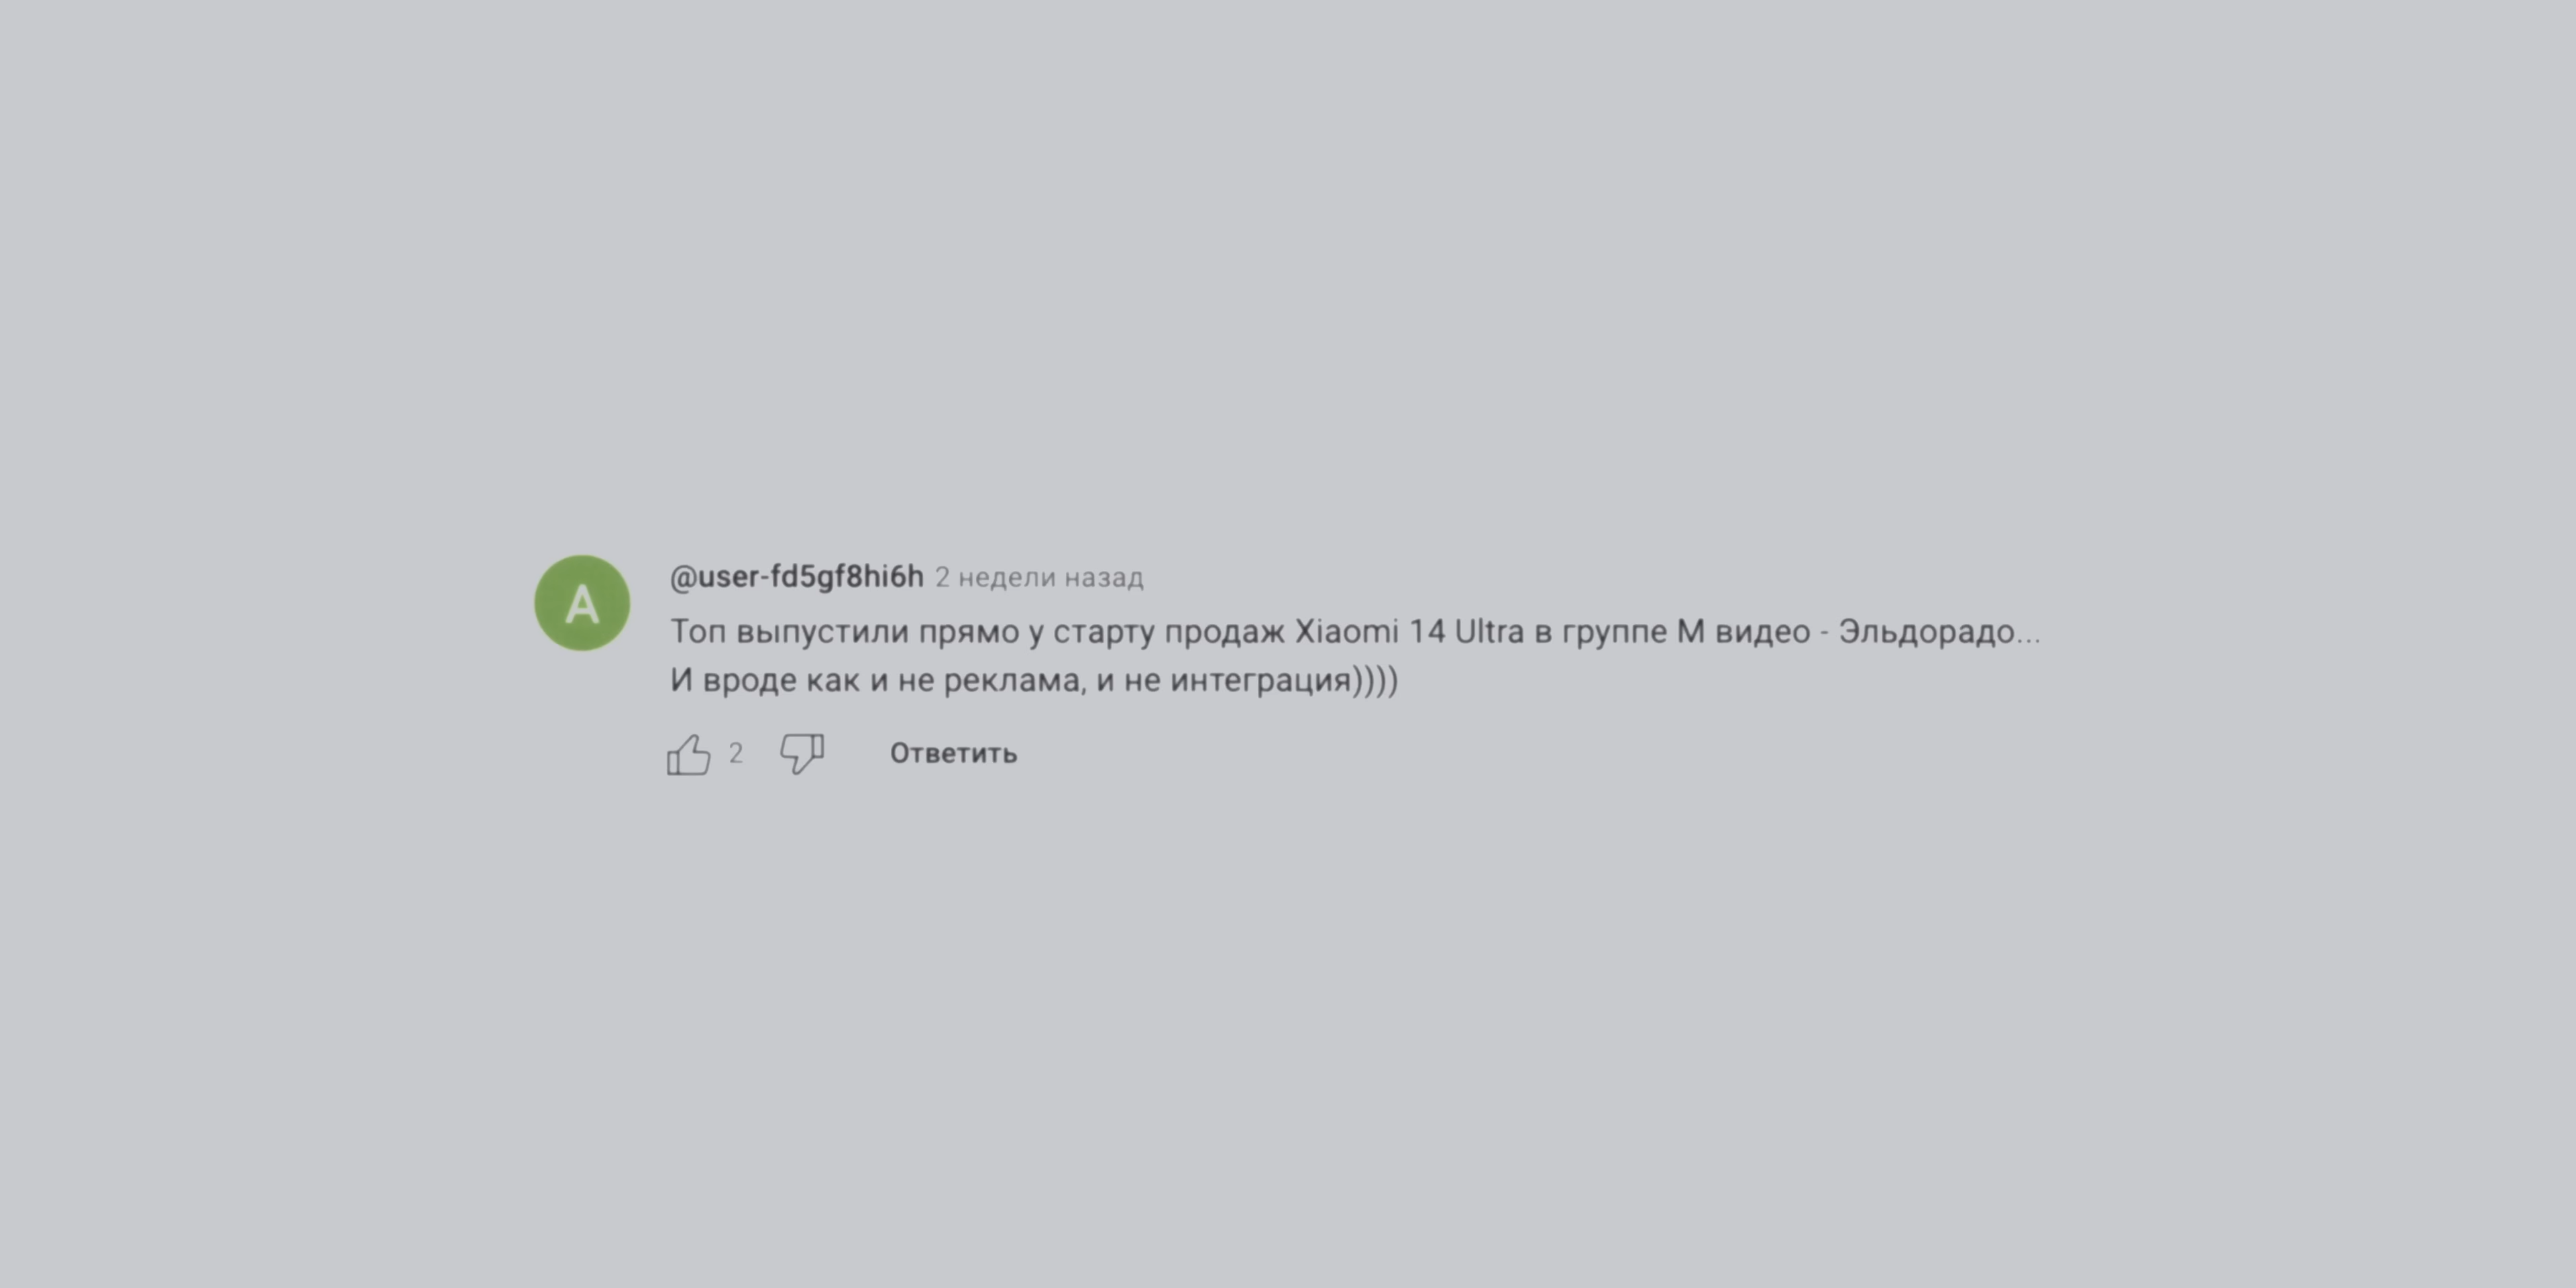 A
@user-fd5gf8hi6h 2 недели назад
Топ выпустили прямо у старту продаж Xiaomi 14 Ultra в группе М видео - Эльдорадо...
И вроде как и не реклама, и не интеграция))))
2 Ответить